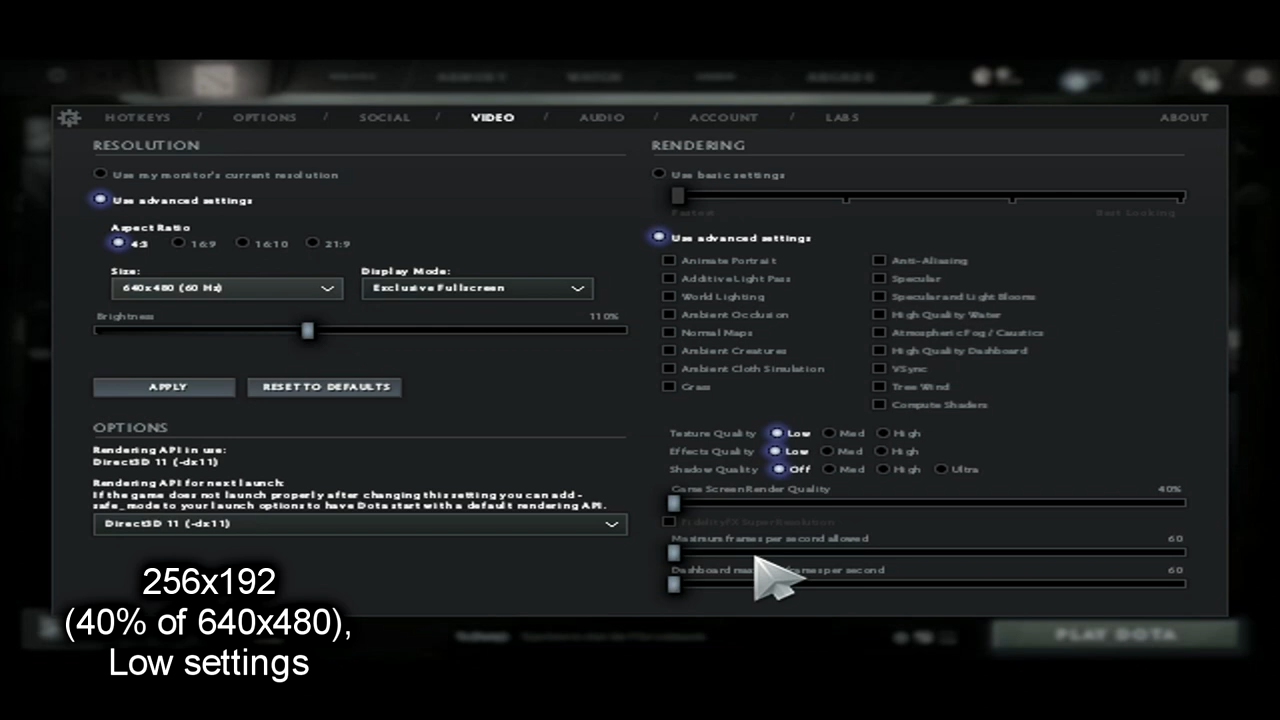 HOTKEYS / OPTIONS / SOCIAL / VIDEO / AUDIO / ACCOUNT / LABS ABOUT
RESOLUTION
Use my monitor's current resolution
Use advanced settings
Aspect Ratio
4:3 16:9 16:10 21:9
Size: Display Mode:
640x480 (60 Hz) Exclusive Fullscreen
Brightness 110%
APPLY RESET TO DEFAULTS
OPTIONS
Rendering API in use:
Direct3D 11 (-dx11)
Rendering API for next launch:
If the game does not launch properly after changing this setting you can add -
safe_mode to your launch options to have Dota start with a default rendering API.
Direct3D 11 (-dx11)
RENDERING
Use basic settings
Fastest Best Looking
Use advanced settings
Animate Portrait
Additive Light Pass
World Lighting
Ambient Occlusion
Normal Maps
Ambient Creatures
Ambient Cloth Simulation
Grass
Anti-Aliasing
Specular
Specular and Light Blooms
High Quality Water
Atmospheric Fog / Caustics
High Quality Dashboard
VSync
Tree Wind
Compute Shaders
Texture Quality Low Med High
Effects Quality Low Med High
Shadow Quality Off Med High Ultra
Game Screen Render Quality 40%
FidelityFX Super Resolution
Maximum frames per second allowed 60
Dashboard frames per second 60
PLAY DOTA
256x192
(40% of 640x480),
Low settings